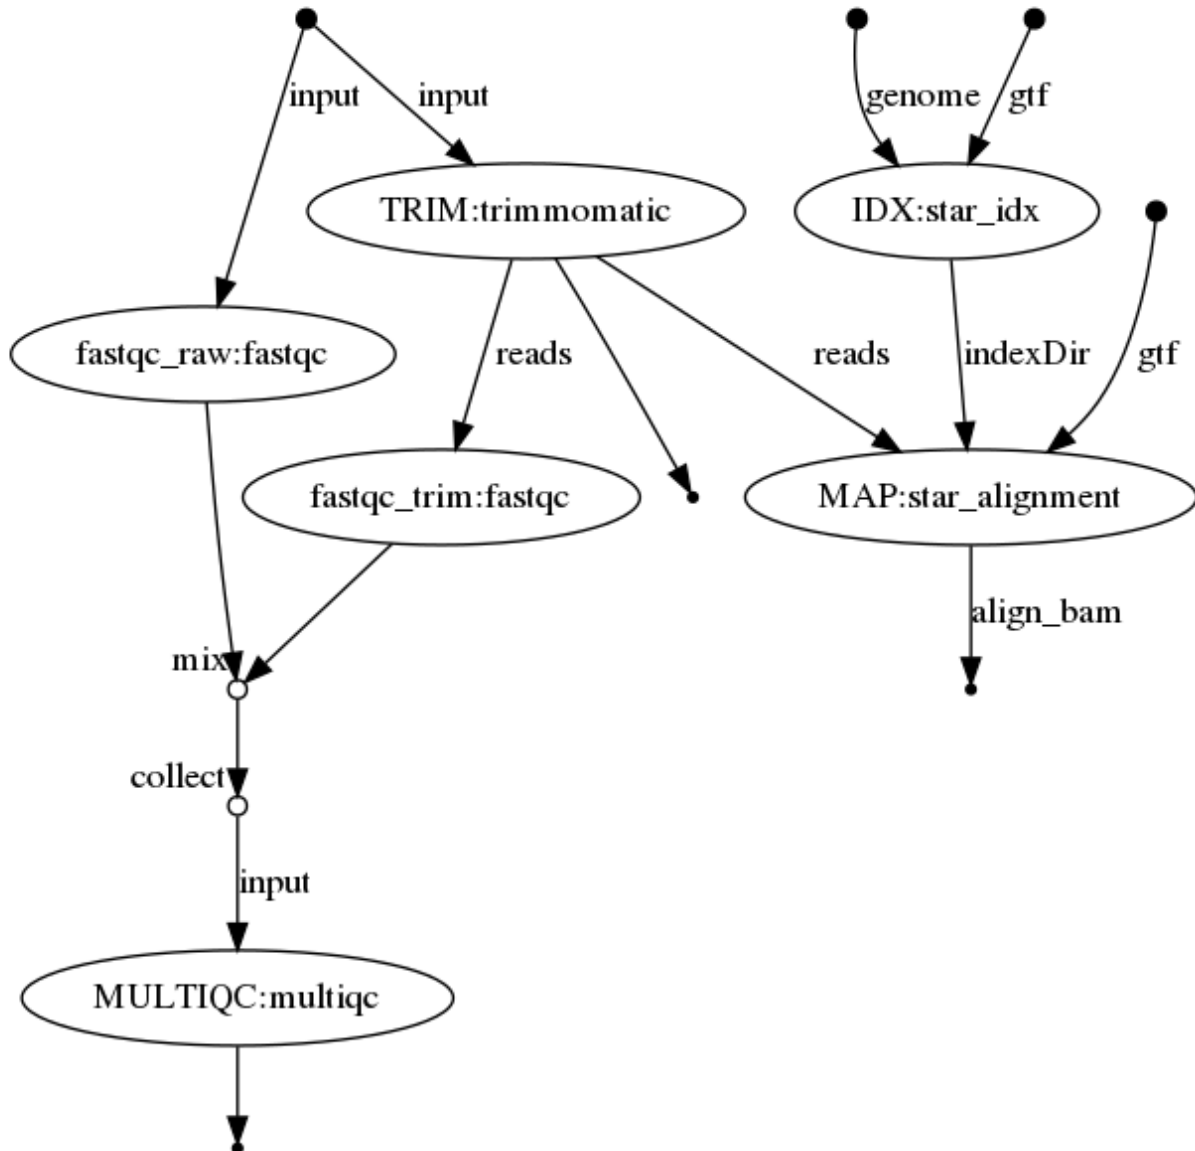 input
input
genome
gtf
TRIM:trimmomatic
IDX:star_idx
fastqc_raw:fastqc
reads
reads
indexDir
gtf
fastqc_trim:fastqc
MAP:star_alignment
align_bam
mix
collect
input
MULTIQC:multiqc